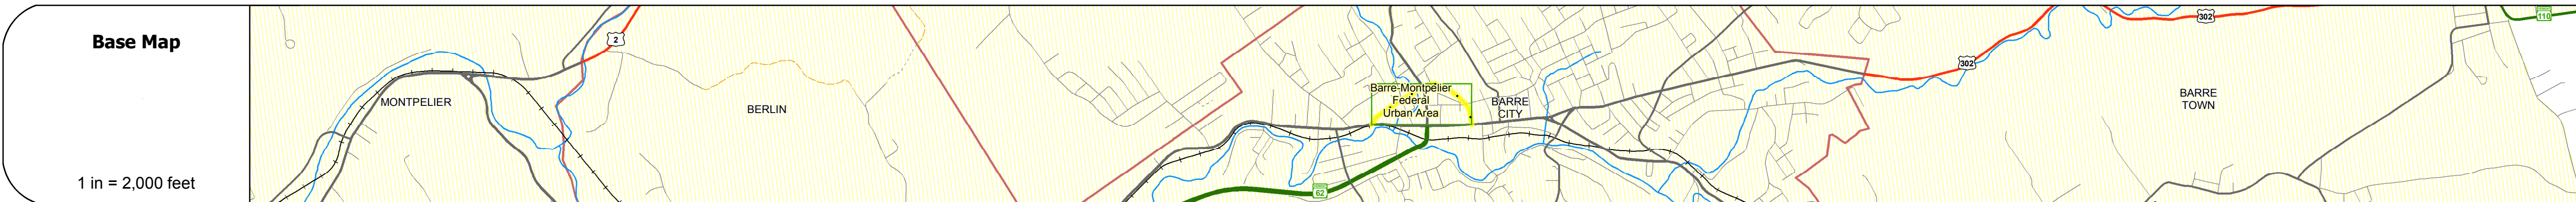 Base Map
1 in = 2,000 feet
MONTPELIER
2
BERLIN
62
Barre-Montpelier
Federal
Urban Area
BARRE
CITY
302
302
BARRE
TOWN
110